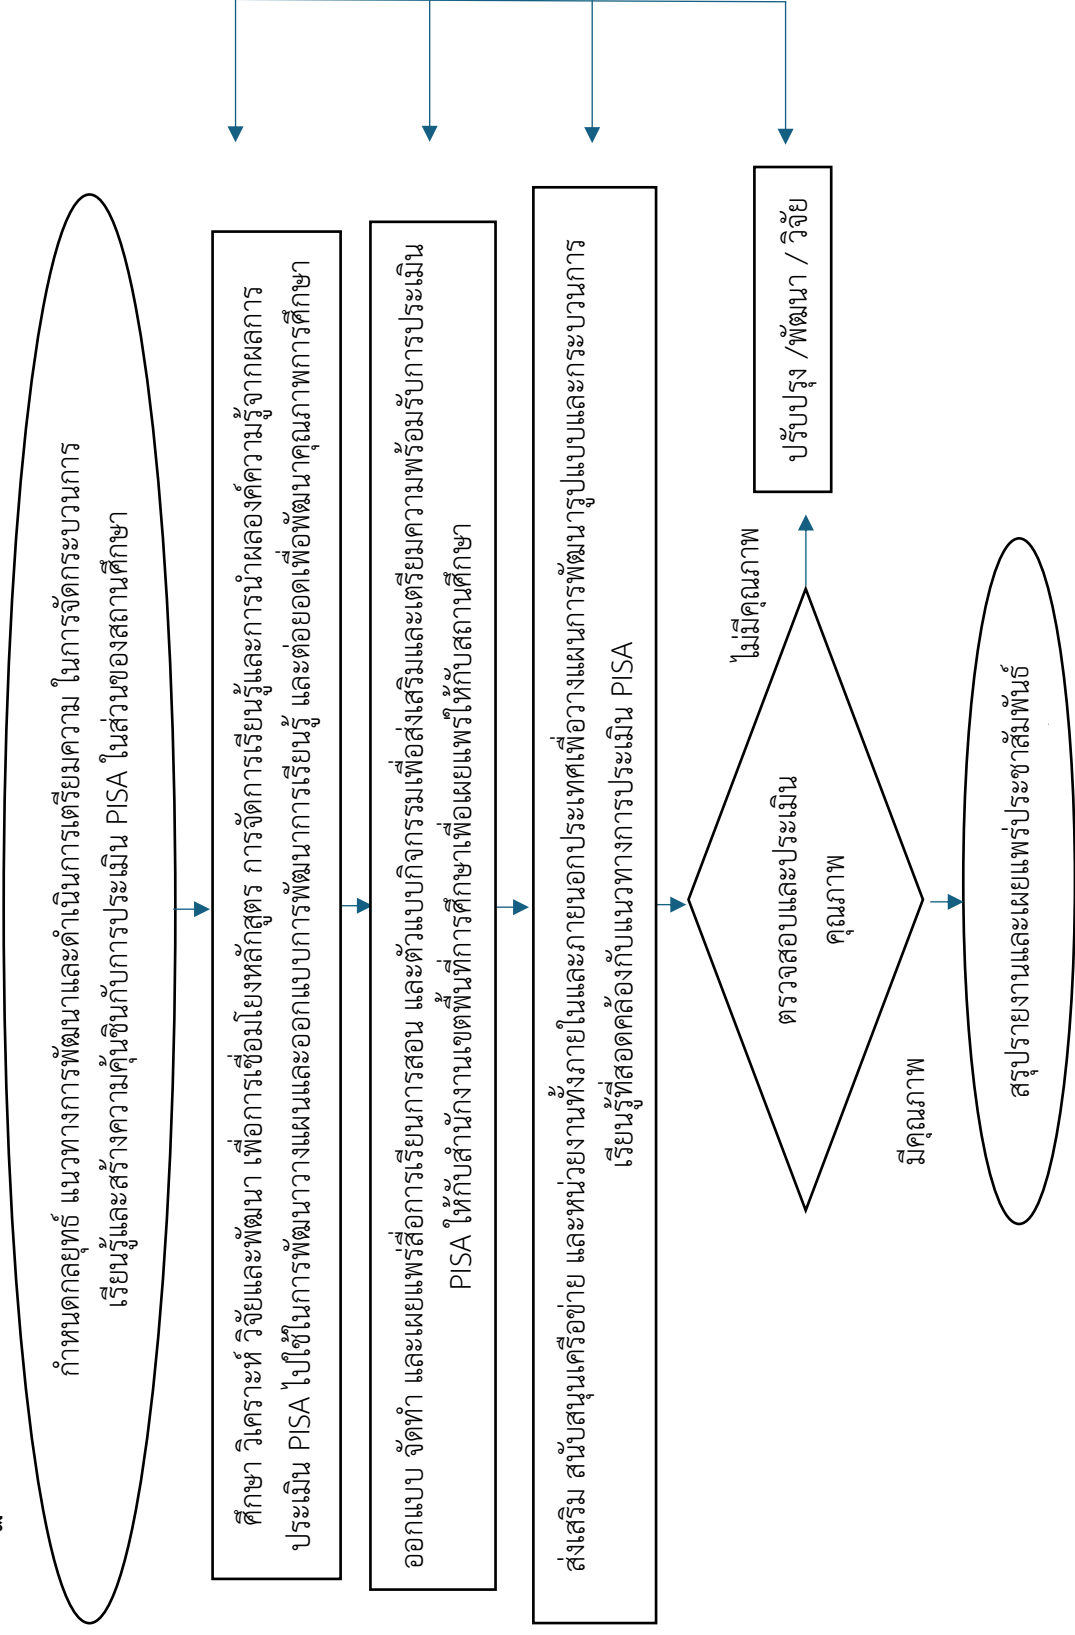 กำหนดกลยุทธ์ แนวทางการพัฒนาและดำเนินการเตรียมความ ในการจัดกระบวนการ
เรียนรู้และสร้างความคุ้นชินกับการประเมิน PISA ในส่วนของสถานศึกษา
ศึกษา วิเคราะห์ วิจัยและพัฒนา เพื่อการเชื่อมโยงหลักสูตร การจัดการเรียนรู้และการนำผลองค์ความรู้จากผลการ
ประเมิน PISA ไปใช้ในการพัฒนาวางแผนและออกแบบการพัฒนาการเรียนรู้ และต่อยอดเพื่อพัฒนาคุณภาพการศึกษา
ออกแบบ จัดทำ และเผยแพร่สื่อการเรียนการสอน และตัวแบบกิจกรรมเพื่อส่งเสริมและเตรียมความพร้อมรับการประเมิน
PISA ให้กับสำนักงานเขตพื้นที่การศึกษาเพื่อเผยแพร่ให้กับสถานศึกษา
ส่งเสริม สนับสนุนเครือข่าย และหน่วยงานทั้งภายในและภายนอกประเทศเพื่อวางแผนการพัฒนารูปแบบและกระบวนการ
เรียนรู้ที่สอดคล้องกับแนวทางการประเมิน PISA
ตรวจสอบและประเมิน
คุณภาพ
ไม่มีคุณภาพ
ปรับปรุง /พัฒนา / วิจัย
มีคุณภาพ
สรุปรายงานและเผยแพร่ประชาสัมพันธ์